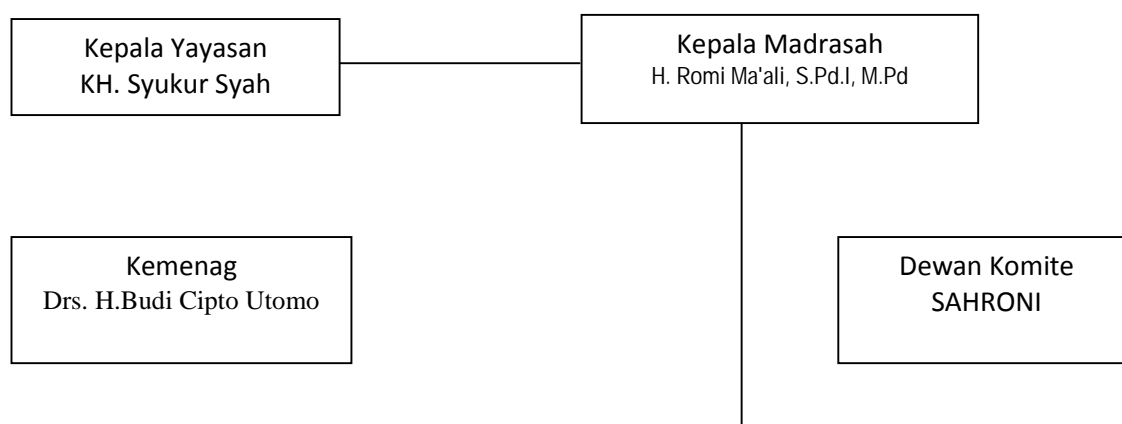 Kepala Yayasan
KH. Syukur Syah
Kepala Madrasah
H. Romi Ma'ali, S.Pd.I, M.Pd
Kemenag
Drs. H.Budi Cipto Utomo
Dewan Komite
SAHRONI